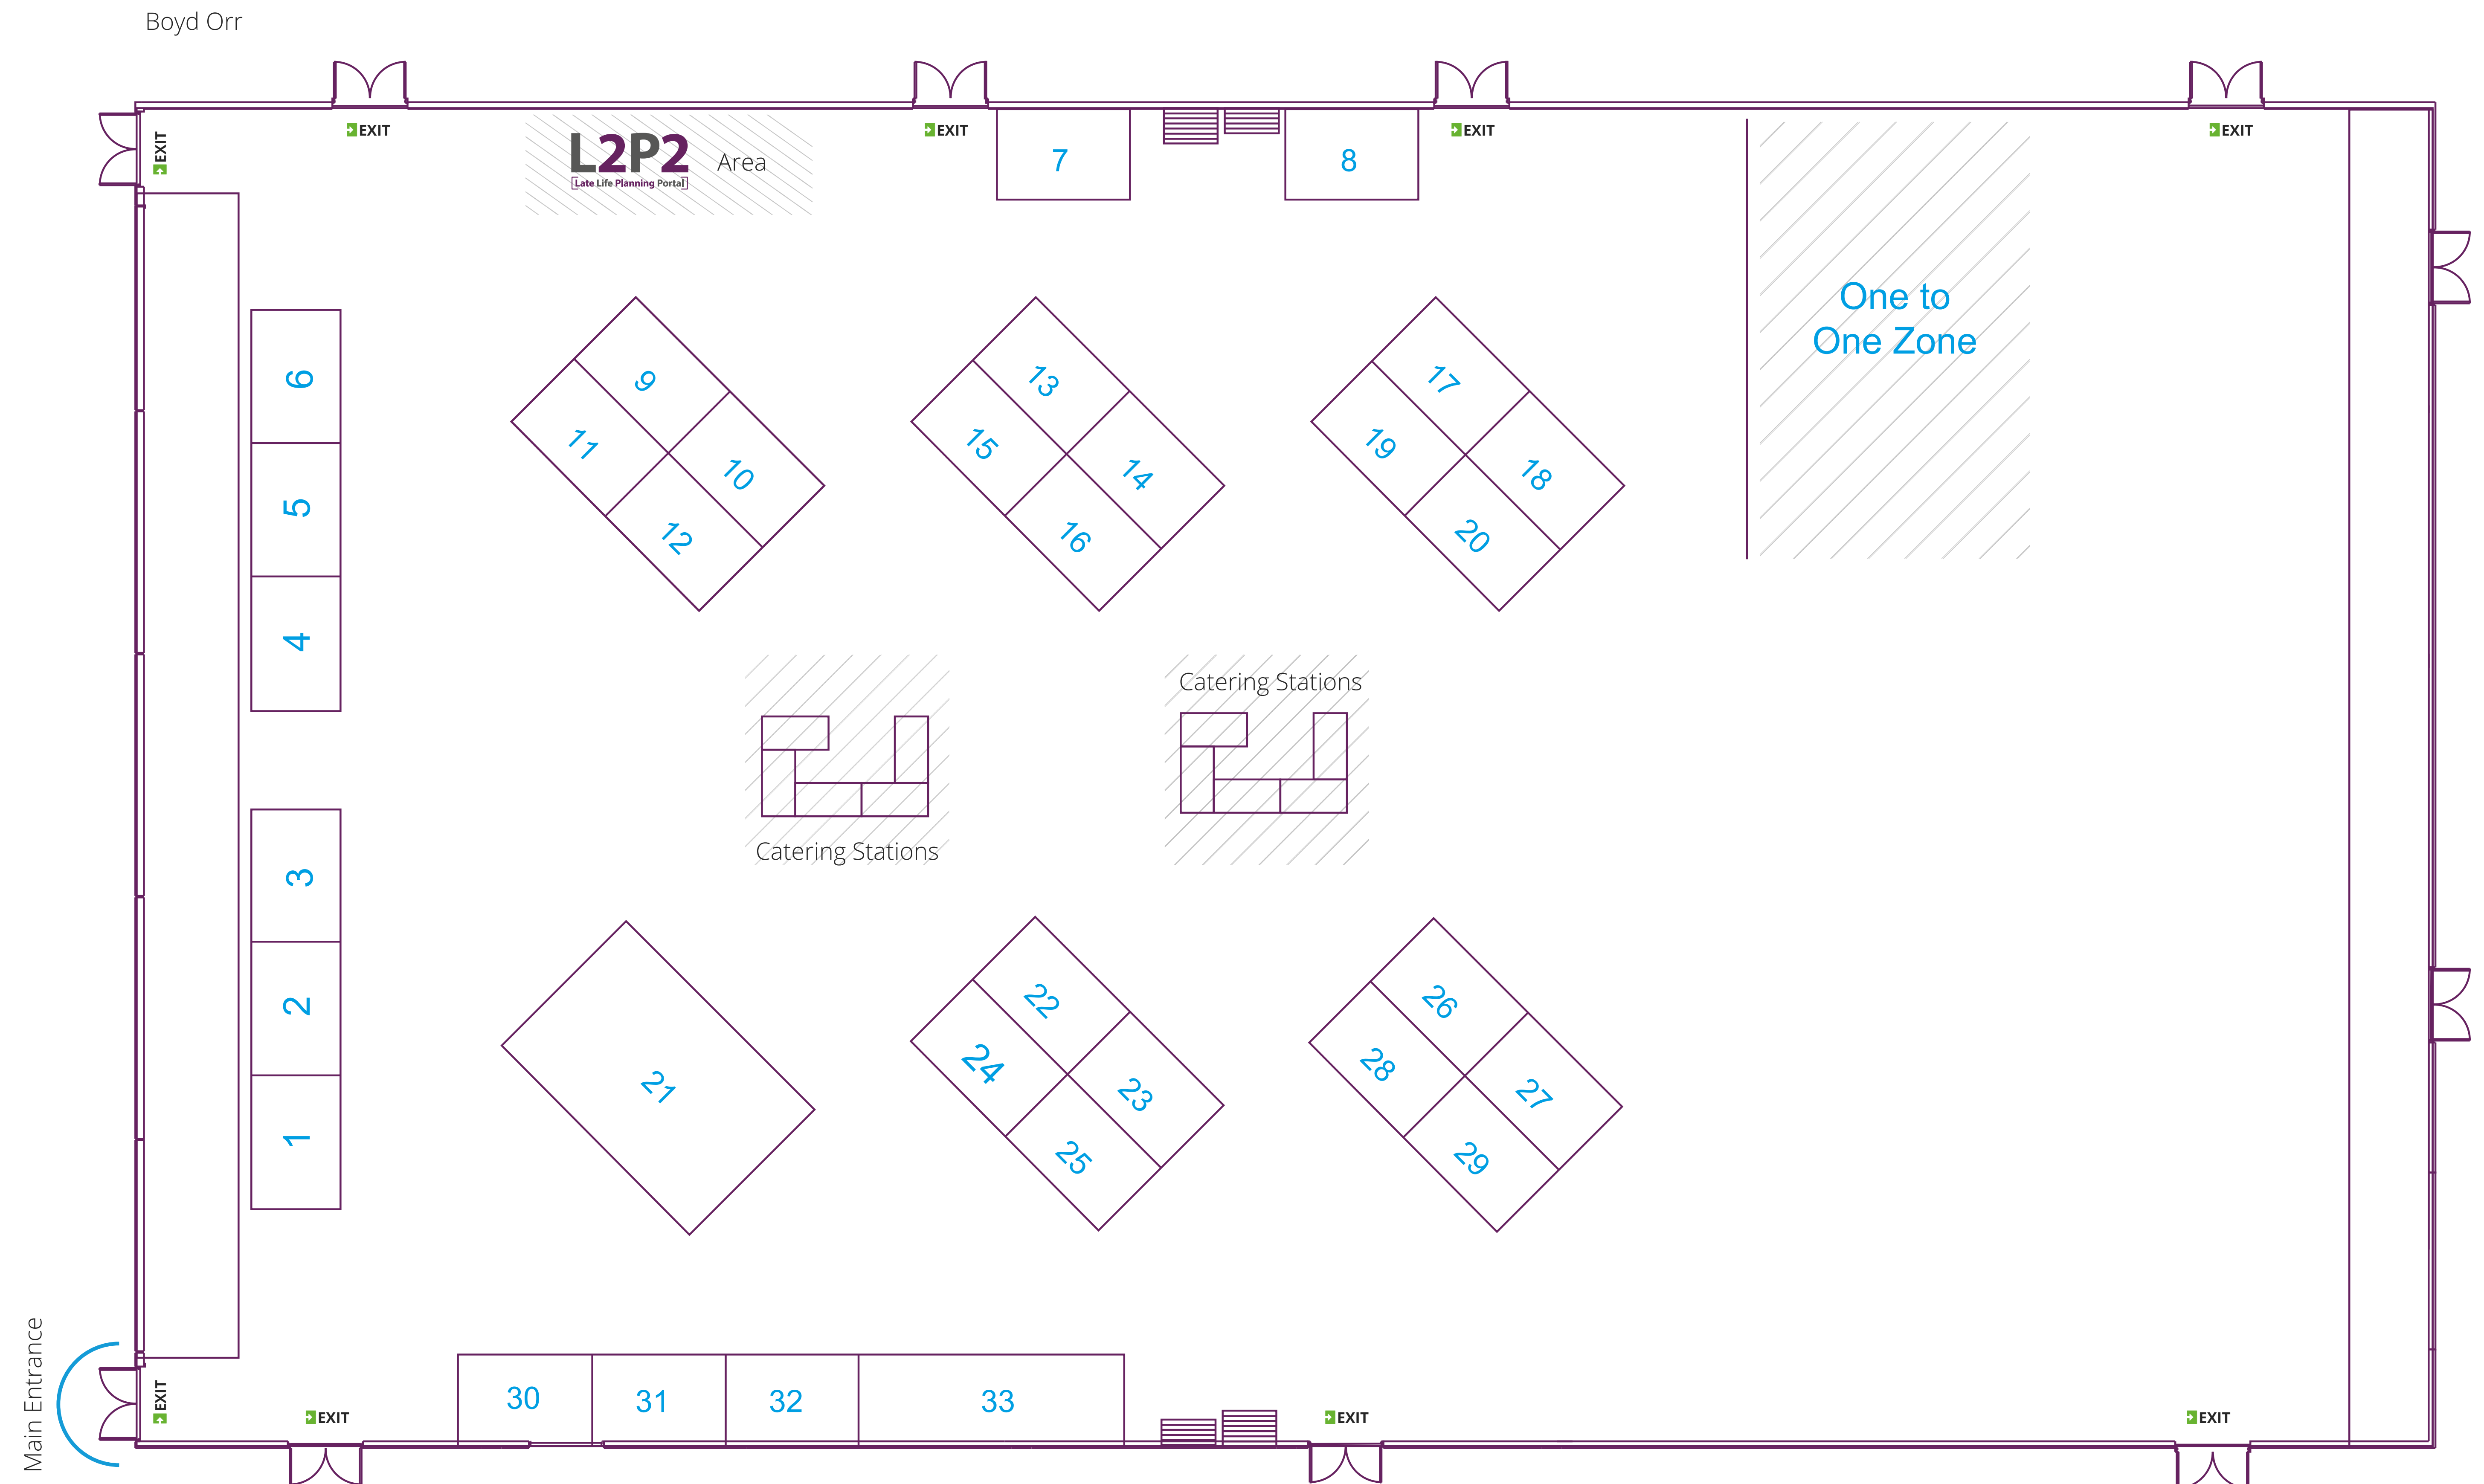 Boyd Orr
EXIT
EXIT
EXIT
EXIT
EXIT
L2P2 Area
[Late Life Planning Portal]
7
8
One to
One Zone
6
5
4
3
2
1
9
10
11
12
13
14
15
16
17
18
19
20
Catering Stations
Catering Stations
21
22
23
24
25
26
27
28
29
30
31
32
33
Main Entrance
EXIT
EXIT
EXIT
EXIT